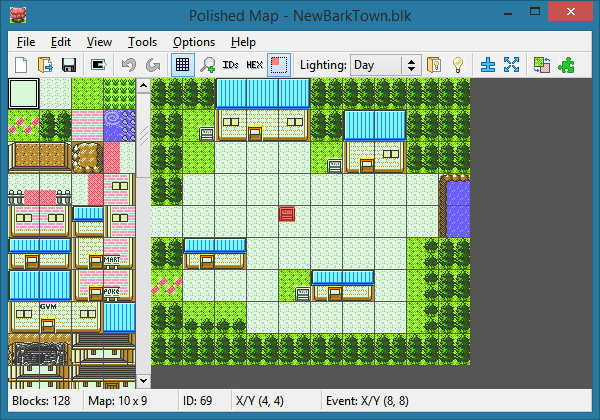 Polished Map - NewBarkTown.blk
File Edit View Tools Options Help
IDs HEX Lighting: Day
MART
POKé
GYM
Blocks: 128 Map: 10 x 9 ID: 69 X/Y (4, 4) Event: X/Y (8, 8)